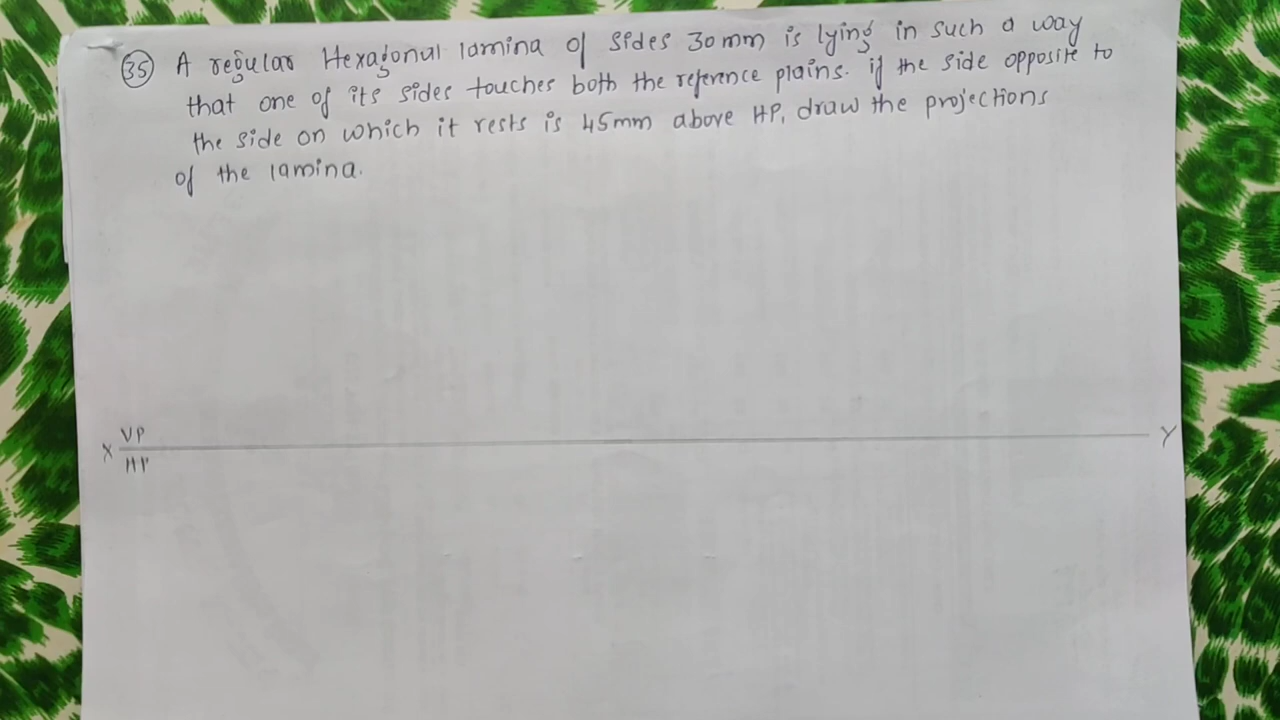 35 A regular Hexagonal lamina of sides 30mm is lying in such a way
that one of its sides touches both the reference plains. if the side opposite to
the side on which it rests is 45mm above HP, draw the projections
of the lamina.
X VP Y
HP